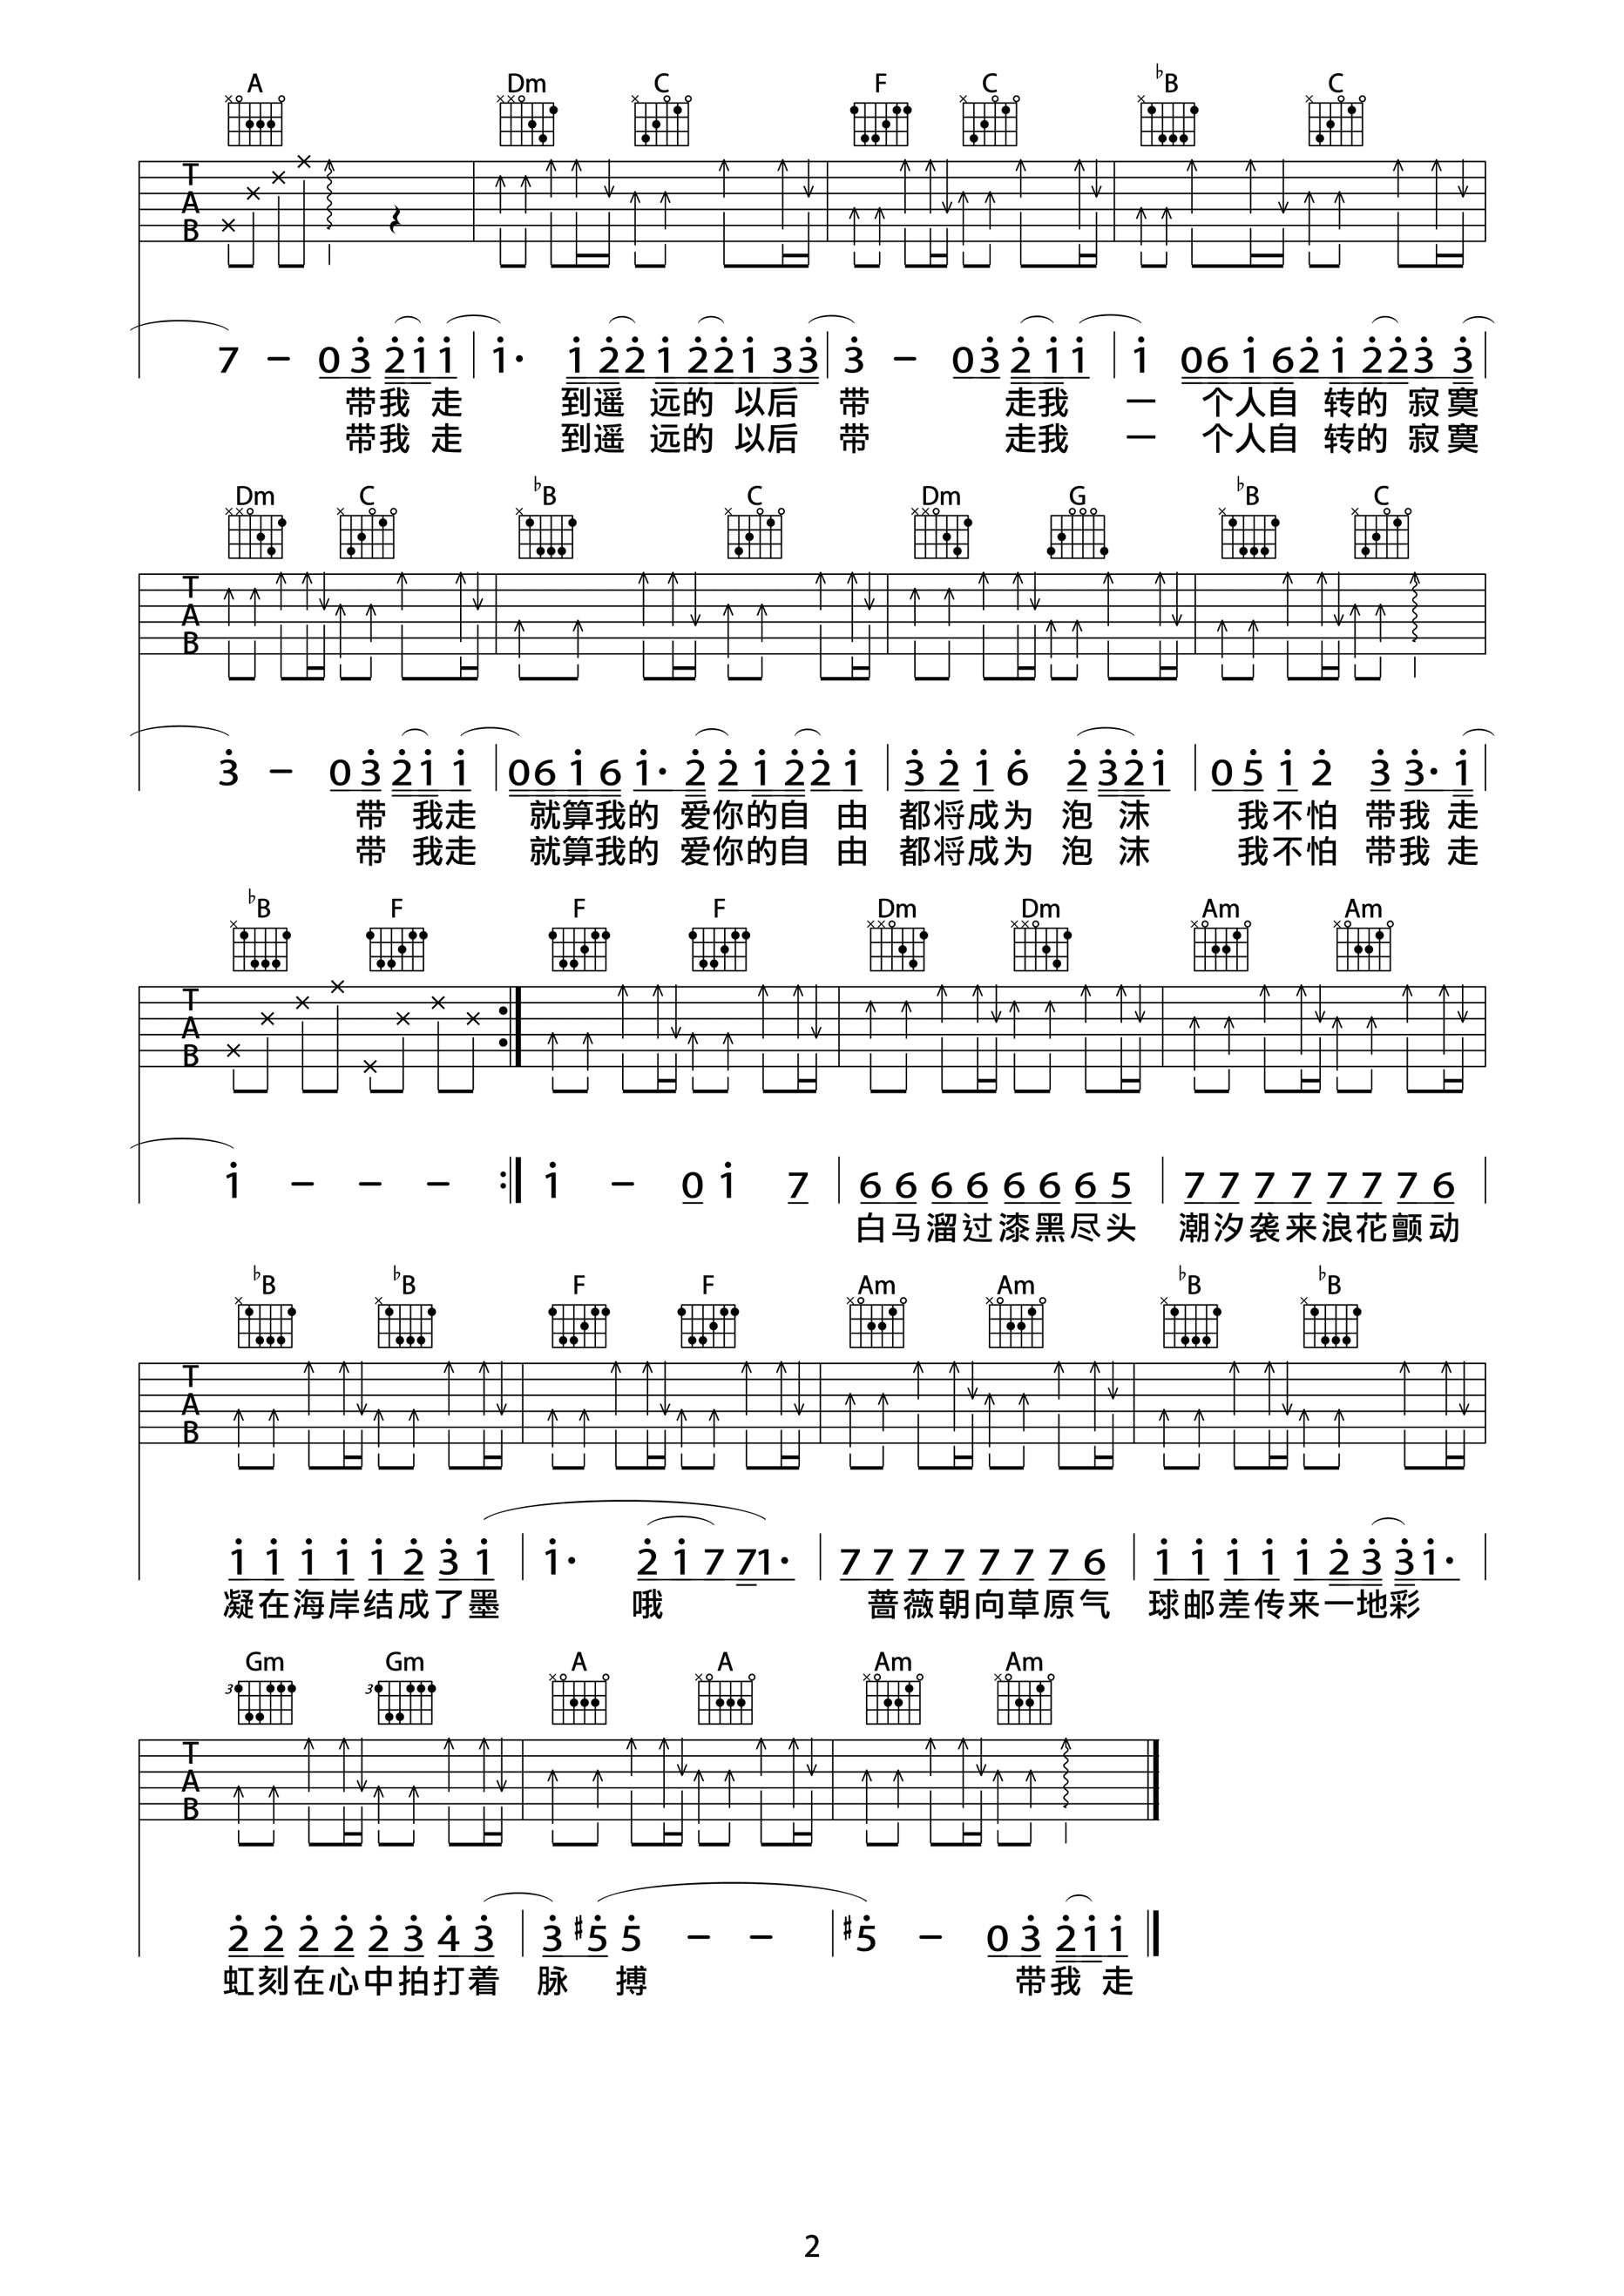 A Dm C F C ♭B C
T
A
B
7 – 0 3 2 1 1 1· 1 2 2 1 2 2 1 3 3 3 – 0 3 2 1 1 1 0 6 1 6 2 1 2 2 3 3
带我 走 到遥 远的 以后 带 走我 一 个人自 转的 寂寞
带我 走 到遥 远的 以后 带 走我 一 个人自 转的 寂寞
Dm C ♭B C Dm G ♭B C
T
A
B
3 – 0 3 2 1 1 0 6 1 6 1· 2 2 1 2 2 1 3 2 1 6 2 3 2 1 0 5 1 2 3 3· 1
带 我走 就算我的 爱你的自 由 都将成为 泡 沫 我不怕 带我 走
带 我走 就算我的 爱你的自 由 都将成为 泡 沫 我不怕 带我 走
♭B F F F Dm Dm Am Am
T
A
B
1 – – – 1 – 0 1 7 6 6 6 6 6 6 6 5 7 7 7 7 7 7 7 6
白马溜过漆黑尽头 潮汐袭来浪花颤动
♭B ♭B F F Am Am ♭B ♭B
T
A
B
1 1 1 1 1 2 3 1 1· 2 1 7 7 1· 7 7 7 7 7 7 7 6 1 1 1 1 1 2 3 3 1·
凝在海岸结成了墨 哦 蔷薇朝向草原气 球邮差传来一地彩
Gm Gm A A Am Am
3 3
T
A
B
2 2 2 2 2 3 4 3 3 #5 5 – – #5 – 0 3 2 1 1
虹刻在心中拍打着 脉 搏 带我 走
2